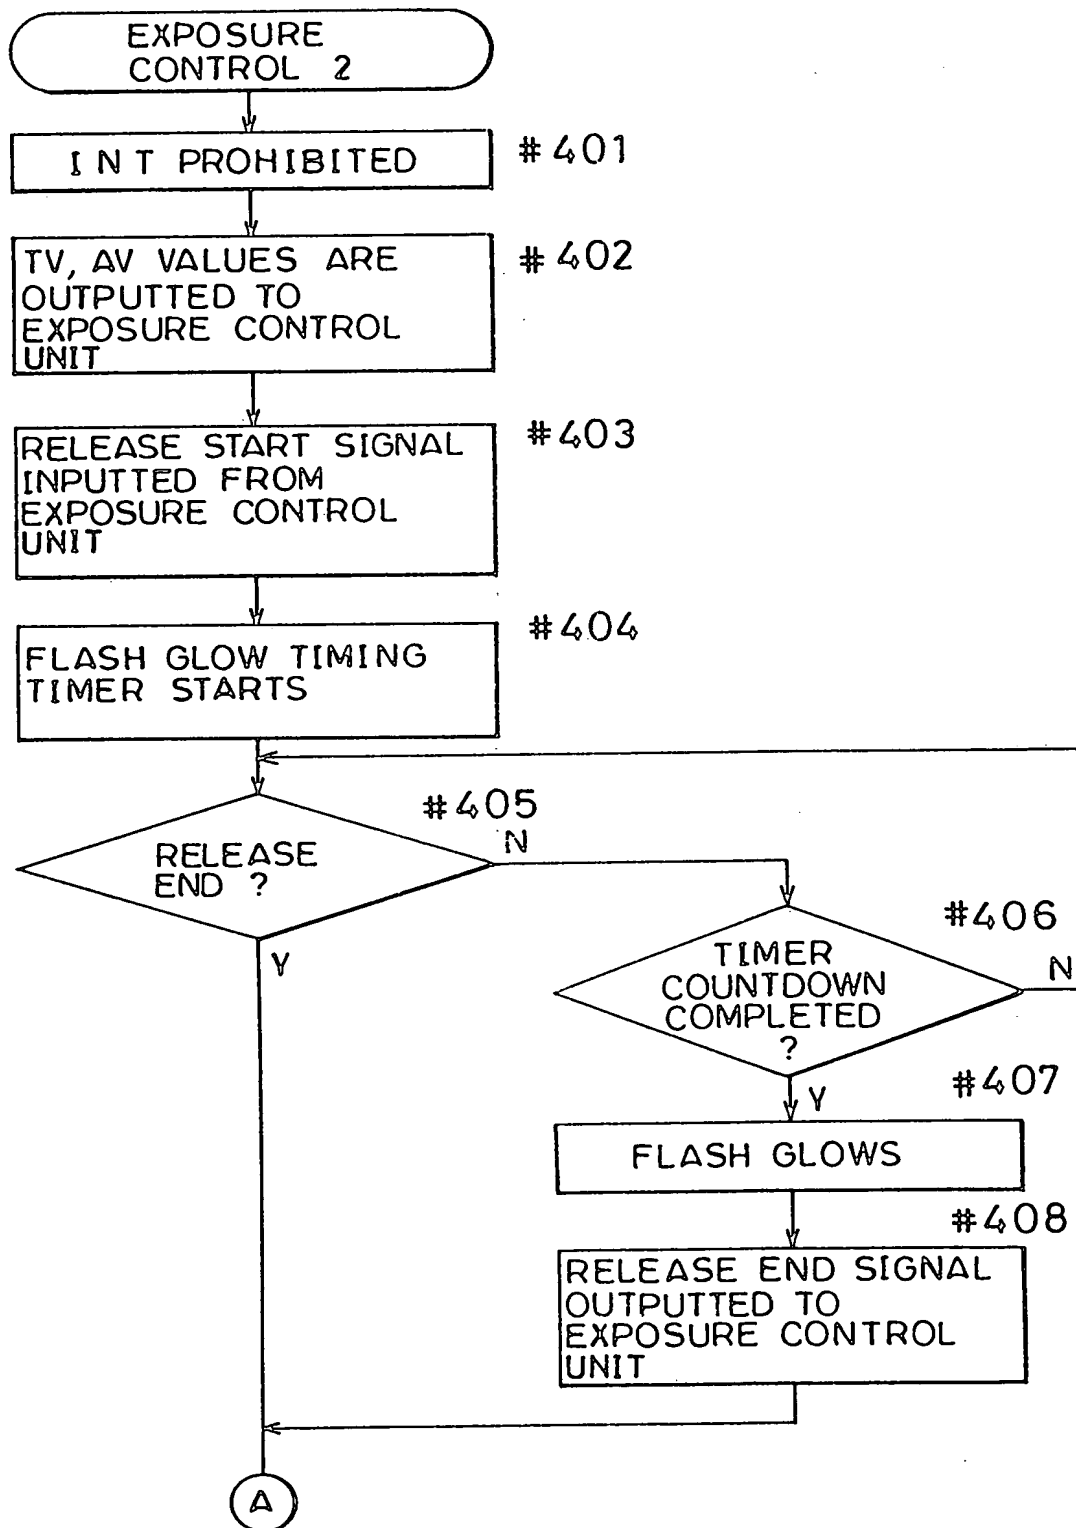 EXPOSURE
CONTROL 2
INT PROHIBITED
#401
TV, AV VALUES ARE
OUTPUTTED TO
EXPOSURE CONTROL
UNIT
#402
RELEASE START SIGNAL
INPUTTED FROM
EXPOSURE CONTROL
UNIT
#403
FLASH GLOW TIMING
TIMER STARTS
#404
#405
RELEASE
END ?
N
Y
#406
TIMER
COUNTDOWN
COMPLETED
?
N
Y
#407
FLASH GLOWS
#408
RELEASE END SIGNAL
OUTPUTTED TO
EXPOSURE CONTROL
UNIT
A